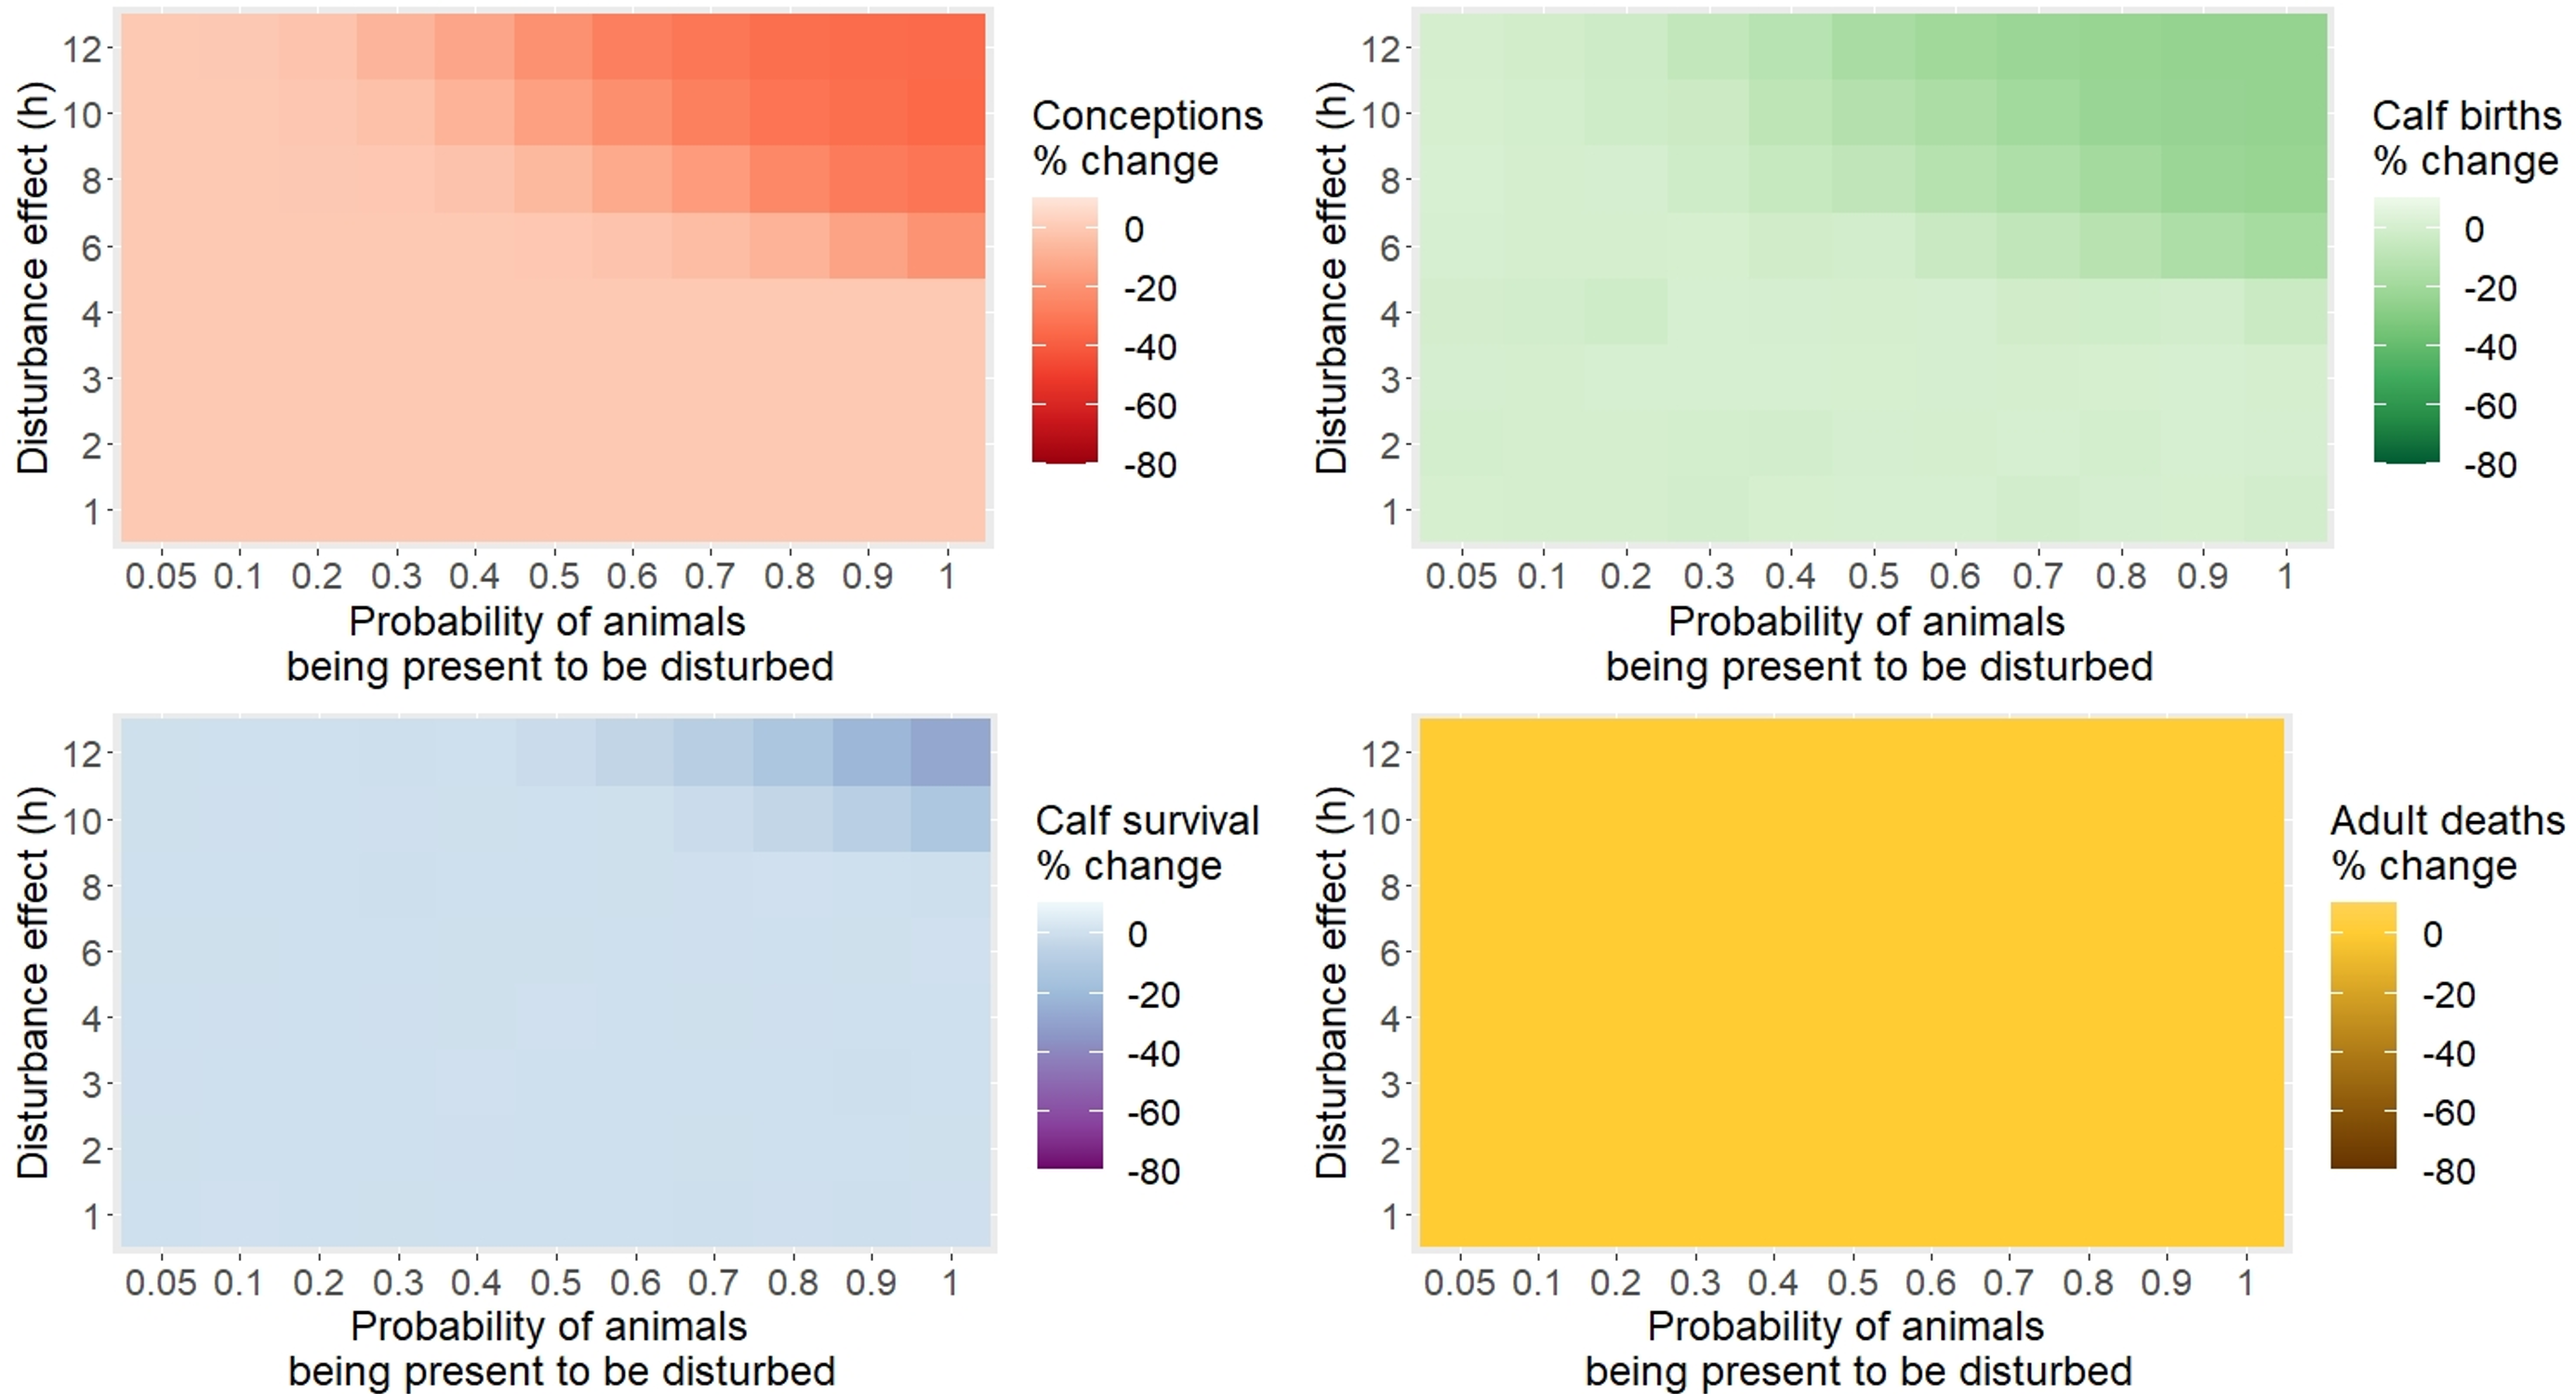 Disturbance effect (h)
12
10
8
6
4
3
2
1
0.05 0.1 0.2 0.3 0.4 0.5 0.6 0.7 0.8 0.9 1
Probability of animals
being present to be disturbed
Conceptions
% change
0
-20
-40
-60
-80
Disturbance effect (h)
12
10
8
6
4
3
2
1
0.05 0.1 0.2 0.3 0.4 0.5 0.6 0.7 0.8 0.9 1
Probability of animals
being present to be disturbed
Calf births
% change
0
-20
-40
-60
-80
Disturbance effect (h)
12
10
8
6
4
3
2
1
0.05 0.1 0.2 0.3 0.4 0.5 0.6 0.7 0.8 0.9 1
Probability of animals
being present to be disturbed
Calf survival
% change
0
-20
-40
-60
-80
Disturbance effect (h)
12
10
8
6
4
3
2
1
0.05 0.1 0.2 0.3 0.4 0.5 0.6 0.7 0.8 0.9 1
Probability of animals
being present to be disturbed
Adult deaths
% change
0
-20
-40
-60
-80